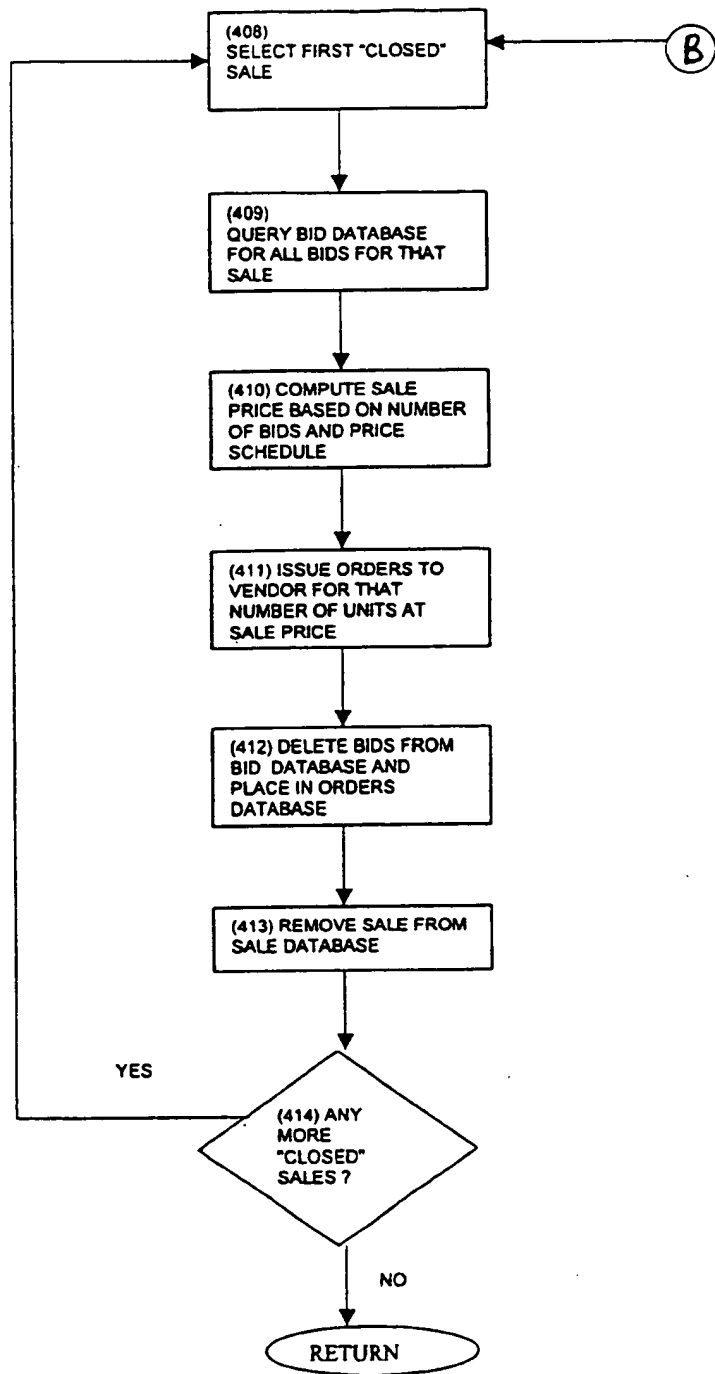 (408)
SELECT FIRST "CLOSED"
SALE
B
(409)
QUERY BID DATABASE
FOR ALL BIDS FOR THAT
SALE
(410) COMPUTE SALE
PRICE BASED ON NUMBER
OF BIDS AND PRICE
SCHEDULE
(411) ISSUE ORDERS TO
VENDOR FOR THAT
NUMBER OF UNITS AT
SALE PRICE
(412) DELETE BIDS FROM
BID DATABASE AND
PLACE IN ORDERS
DATABASE
(413) REMOVE SALE FROM
SALE DATABASE
YES
(414) ANY
MORE
"CLOSED"
SALES ?
NO
RETURN